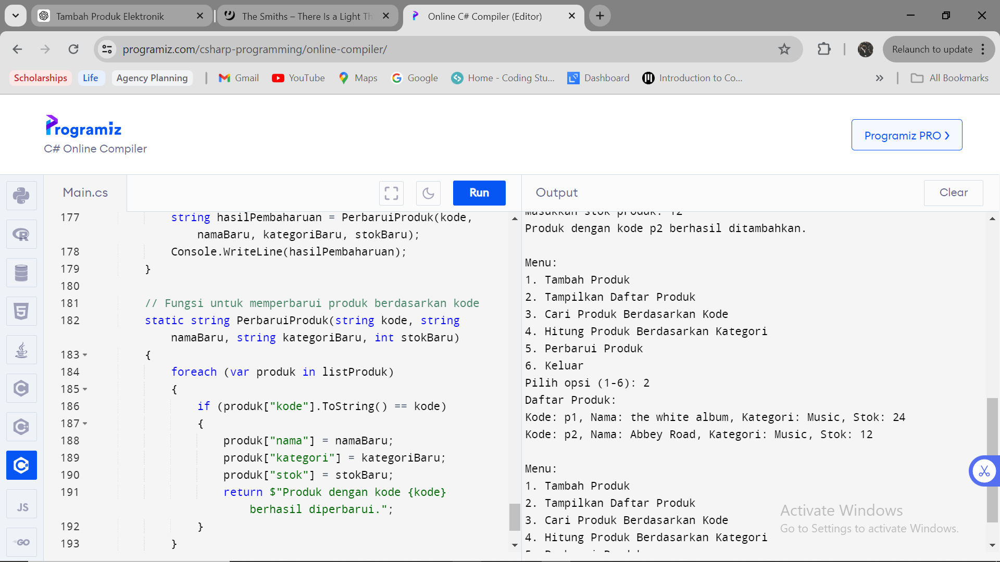 Tambah Produk Elektronik
The Smiths – There Is a Light Th
Online C# Compiler (Editor)
programiz.com/csharp-programming/online-compiler/
Relaunch to update
Scholarships
Life
Agency Planning
Gmail
YouTube
Maps
Google
Home - Coding Stu...
Dashboard
Introduction to Co...
All Bookmarks
Programiz
C# Online Compiler
Programiz PRO
Main.cs
Run
Output
Clear
177 string hasilPembaharuan = PerbaruiProduk(kode,
namaBaru, kategoriBaru, stokBaru);
178 Console.WriteLine(hasilPembaharuan);
179 }
180
181 // Fungsi untuk memperbarui produk berdasarkan kode
182 static string PerbaruiProduk(string kode, string
namaBaru, string kategoriBaru, int stokBaru)
183 {
184 foreach (var produk in listProduk)
185 {
186 if (produk["kode"].ToString() == kode)
187 {
188 produk["nama"] = namaBaru;
189 produk["kategori"] = kategoriBaru;
190 produk["stok"] = stokBaru;
191 return $"Produk dengan kode {kode}
berhasil diperbarui.";
192 }
193 }
Masukkan stok produk: 12
Produk dengan kode p2 berhasil ditambahkan.
Menu:
1. Tambah Produk
2. Tampilkan Daftar Produk
3. Cari Produk Berdasarkan Kode
4. Hitung Produk Berdasarkan Kategori
5. Perbarui Produk
6. Keluar
Pilih opsi (1-6): 2
Daftar Produk:
Kode: p1, Nama: the white album, Kategori: Music, Stok: 24
Kode: p2, Nama: Abbey Road, Kategori: Music, Stok: 12
Menu:
1. Tambah Produk
2. Tampilkan Daftar Produk
3. Cari Produk Berdasarkan Kode
4. Hitung Produk Berdasarkan Kategori
5. Perbarui Produk
R
5
C
C
C#
JS
GO
Activate Windows
Go to Settings to activate Windows.